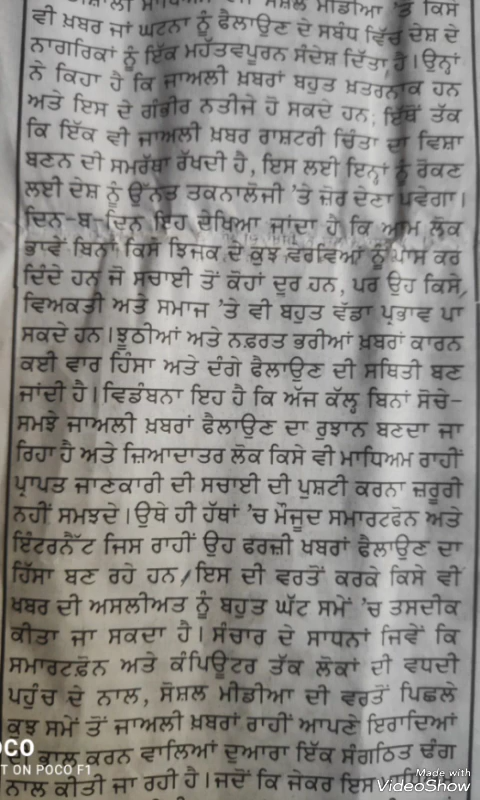 ਵੀ ਖ਼ਬਰ ਜਾਂ ਘਟਨਾ ਨੂੰ ਫੈਲਾਉਣ ਦੇ ਸਬੰਧ ਵਿੱਚ ਦੇਸ਼ ਦੇ
ਨਾਗਰਿਕਾਂ ਨੂੰ ਇੱਕ ਮਹੱਤਵਪੂਰਨ ਸੰਦੇਸ਼ ਦਿੱਤਾ ਹੈ। ਉਨ੍ਹਾਂ
ਨੇ ਕਿਹਾ ਹੈ ਕਿ ਜਾਅਲੀ ਖ਼ਬਰਾਂ ਬਹੁਤ ਖ਼ਤਰਨਾਕ ਹਨ
ਅਤੇ ਇਸ ਦੇ ਗੰਭੀਰ ਨਤੀਜੇ ਹੋ ਸਕਦੇ ਹਨ; ਇੱਥੋਂ ਤੱਕ
ਕਿ ਇੱਕ ਵੀ ਜਾਅਲੀ ਖ਼ਬਰ ਰਾਸ਼ਟਰੀ ਚਿੰਤਾ ਦਾ ਵਿਸ਼ਾ
ਬਣਨ ਦੀ ਸਮਰੱਥਾ ਰੱਖਦੀ ਹੈ, ਇਸ ਲਈ ਇਨ੍ਹਾਂ ਨੂੰ ਰੋਕਣ
ਲਈ ਦੇਸ਼ ਨੂੰ ਉੱਨਤ ਤਕਨਾਲੋਜੀ 'ਤੇ ਜ਼ੋਰ ਦੇਣਾ ਪਵੇਗਾ।
ਦਿਨ-ਬ-ਦਿਨ ਇਹ ਦੇਖਿਆ ਜਾਂਦਾ ਹੈ ਕਿ ਆਮ ਲੋਕ
ਭਾਵੇਂ ਬਿਨਾਂ ਕਿਸੇ ਝਿਜਕ ਦੇ ਕੁਝ ਵੇਰਵਿਆਂ ਨੂੰ ਪਾਸ ਕਰ
ਦਿੰਦੇ ਹਨ ਜੋ ਸਚਾਈ ਤੋਂ ਕੋਹਾਂ ਦੂਰ ਹਨ, ਪਰ ਉਹ ਕਿਸੇ
ਵਿਅਕਤੀ ਅਤੇ ਸਮਾਜ 'ਤੇ ਵੀ ਬਹੁਤ ਵੱਡਾ ਪ੍ਰਭਾਵ ਪਾ
ਸਕਦੇ ਹਨ। ਝੂਠੀਆਂ ਅਤੇ ਨਫ਼ਰਤ ਭਰੀਆਂ ਖ਼ਬਰਾਂ ਕਾਰਨ
ਕਈ ਵਾਰ ਹਿੰਸਾ ਅਤੇ ਦੰਗੇ ਫੈਲਾਉਣ ਦੀ ਸਥਿਤੀ ਬਣ
ਜਾਂਦੀ ਹੈ। ਵਿਡੰਬਨਾ ਇਹ ਹੈ ਕਿ ਅੱਜ ਕੱਲ੍ਹ ਬਿਨਾਂ ਸੋਚੇ-
ਸਮਝੇ ਜਾਅਲੀ ਖ਼ਬਰਾਂ ਫੈਲਾਉਣ ਦਾ ਰੁਝਾਨ ਬਣਦਾ ਜਾ
ਰਿਹਾ ਹੈ ਅਤੇ ਜ਼ਿਆਦਾਤਰ ਲੋਕ ਕਿਸੇ ਵੀ ਮਾਧਿਅਮ ਰਾਹੀਂ
ਪ੍ਰਾਪਤ ਜਾਣਕਾਰੀ ਦੀ ਸਚਾਈ ਦੀ ਪੁਸ਼ਟੀ ਕਰਨਾ ਜ਼ਰੂਰੀ
ਨਹੀਂ ਸਮਝਦੇ। ਉਥੇ ਹੀ ਹੱਥਾਂ 'ਚ ਮੌਜੂਦ ਸਮਾਰਟਫੋਨ ਅਤੇ
ਇੰਟਰਨੈੱਟ ਜਿਸ ਰਾਹੀਂ ਉਹ ਫਰਜ਼ੀ ਖਬਰਾਂ ਫੈਲਾਉਣ ਦਾ
ਹਿੱਸਾ ਬਣ ਰਹੇ ਹਨ, ਇਸ ਦੀ ਵਰਤੋਂ ਕਰਕੇ ਕਿਸੇ ਵੀ
ਖਬਰ ਦੀ ਅਸਲੀਅਤ ਨੂੰ ਬਹੁਤ ਘੱਟ ਸਮੇਂ 'ਚ ਤਸਦੀਕ
ਕੀਤਾ ਜਾ ਸਕਦਾ ਹੈ। ਸੰਚਾਰ ਦੇ ਸਾਧਨਾਂ ਜਿਵੇਂ ਕਿ
ਸਮਾਰਟਫ਼ੋਨ ਅਤੇ ਕੰਪਿਊਟਰ ਤੱਕ ਲੋਕਾਂ ਦੀ ਵਧਦੀ
ਪਹੁੰਚ ਦੇ ਨਾਲ, ਸੋਸ਼ਲ ਮੀਡੀਆ ਦੀ ਵਰਤੋਂ ਪਿਛਲੇ
ਕੁਝ ਸਮੇਂ ਤੋਂ ਜਾਅਲੀ ਖ਼ਬਰਾਂ ਰਾਹੀਂ ਆਪਣੇ ਇਰਾਦਿਆਂ
ਦੀ ਭਾਲ ਕਰਨ ਵਾਲਿਆਂ ਦੁਆਰਾ ਇੱਕ ਸੰਗਠਿਤ ਢੰਗ
ਨਾਲ ਕੀਤੀ ਜਾ ਰਹੀ ਹੈ। ਜਦੋਂ ਕਿ ਜੇਕਰ ਇਸ
POCO
SHOT ON POCO F1
Made with
VideoShow